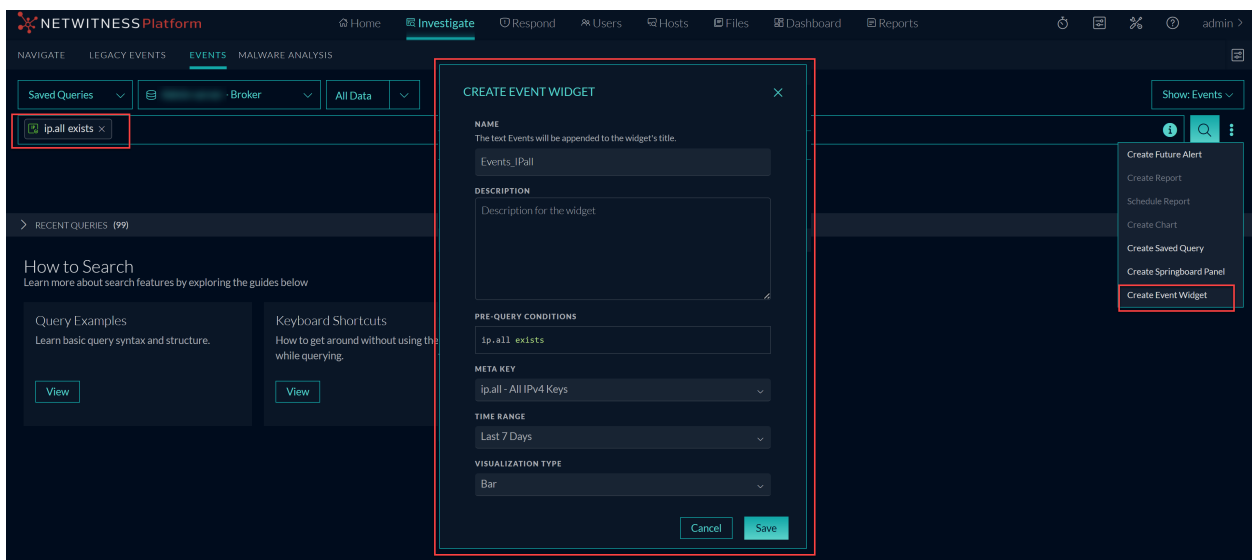 NETWITNESS Platform
Home
Investigate
Respond
Users
Hosts
Files
Dashboard
Reports
admin >
NAVIGATE
LEGACY EVENTS
EVENTS
MALWARE ANALYSIS
Saved Queries
- Broker
All Data
Show: Events
ip.all exists ×
Create Future Alert
Create Report
Schedule Report
Create Chart
Create Saved Query
Create Springboard Panel
Create Event Widget
RECENT QUERIES (99)
How to Search
Learn more about search features by exploring the guides below
Query Examples
Learn basic query syntax and structure.
View
Keyboard Shortcuts
How to get around without using the
while querying.
View
CREATE EVENT WIDGET
NAME
The text Events will be appended to the widget's title.
Events_IPall
DESCRIPTION
Description for the widget
PRE-QUERY CONDITIONS
ip.all exists
META KEY
ip.all - All IPv4 Keys
TIME RANGE
Last 7 Days
VISUALIZATION TYPE
Bar
Cancel
Save